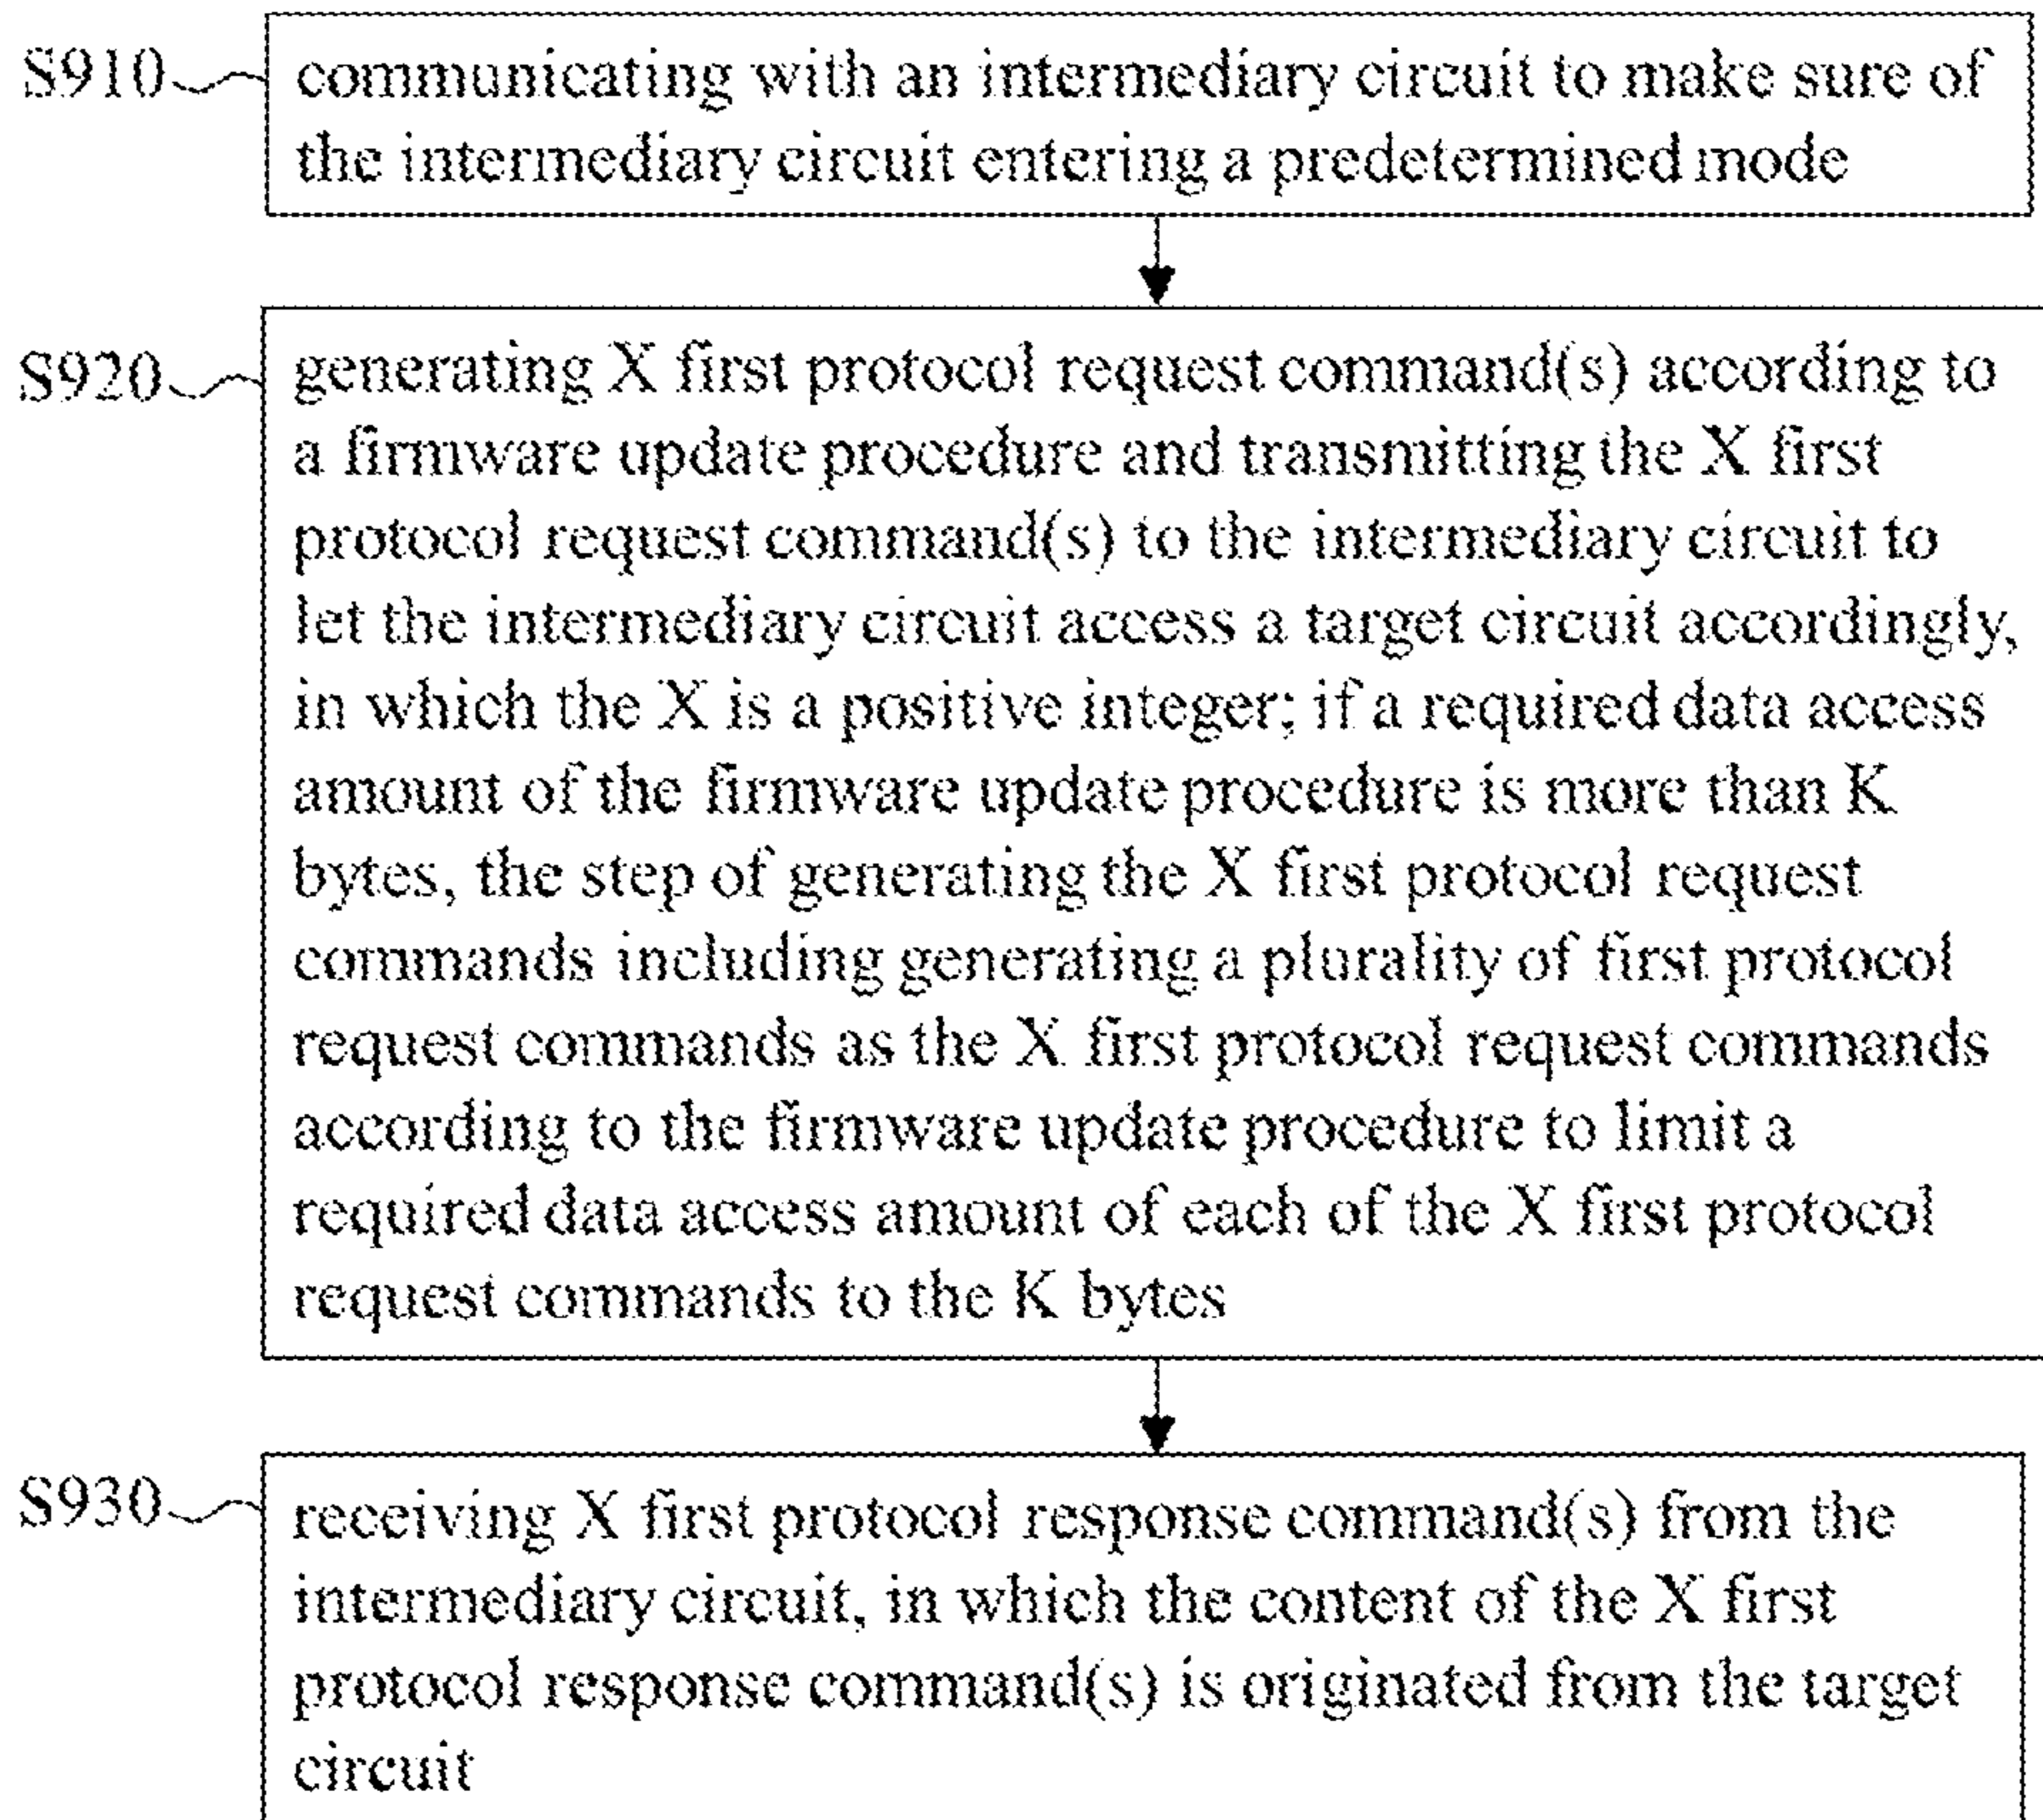 S910
communicating with an intermediary circuit to make sure of
the intermediary circuit entering a predetermined mode
S920
generating X first protocol request command(s) according to
a firmware update procedure and transmitting the X first
protocol request command(s) to the intermediary circuit to
let the intermediary circuit access a target circuit accordingly,
in which the X is a positive integer; if a required data access
amount of the firmware update procedure is more than K
bytes, the step of generating the X first protocol request
commands including generating a plurality of first protocol
request commands as the X first protocol request commands
according to the firmware update procedure to limit a
required data access amount of each of the X first protocol
request commands to the K bytes
S930
receiving X first protocol response command(s) from the
intermediary circuit, in which the content of the X first
protocol response command(s) is originated from the target
circuit